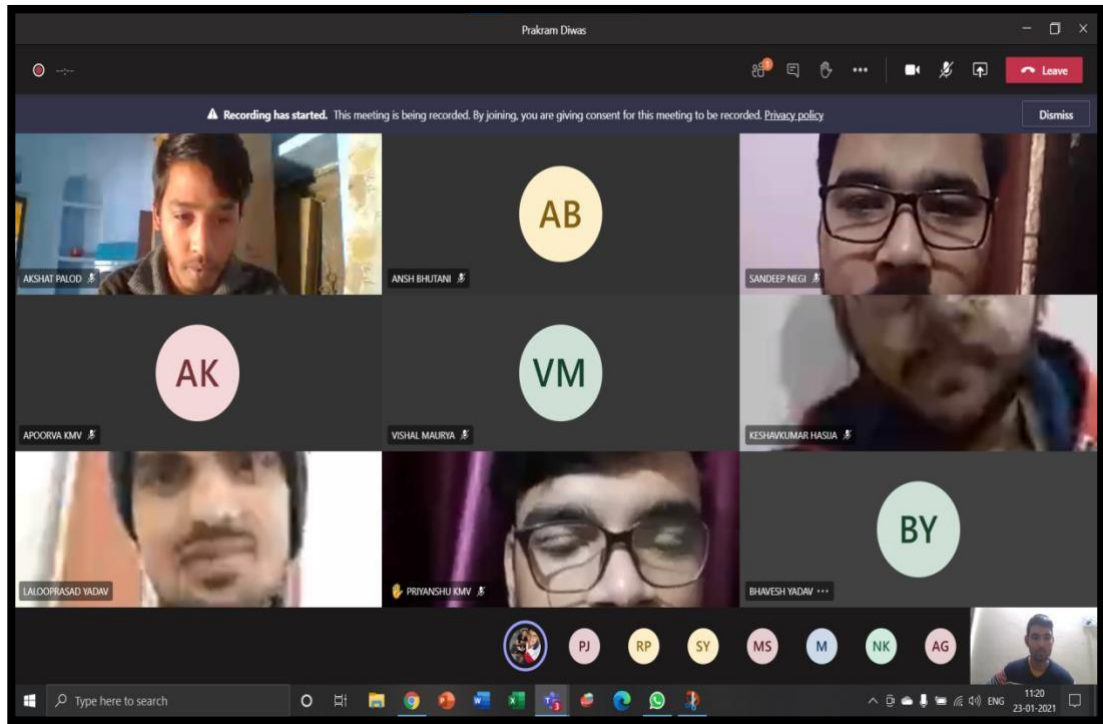 Prakram Diwas
--:--
1
Leave
Recording has started. This meeting is being recorded. By joining, you are giving consent for this meeting to be recorded. Privacy policy
Dismiss
AKSHAT PALOD
AB
ANSH BHUTANI
SANDEEP NEGI
AK
APOORVA KMV
VM
VISHAL MAURYA
KESHAVKUMAR HASIJA
LALOOPRASAD YADAV
PRIYANSHU KMV
BY
BHAVESH YADAV
PJ
RP
SY
MS
M
NK
AG
Type here to search
ENG
11:20
23-01-2021